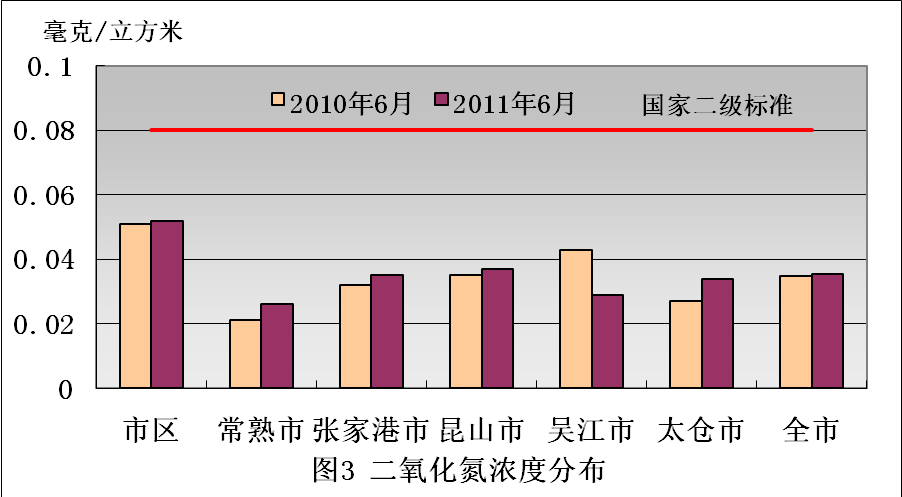 毫克/立方米
0.1
2010年6月 2011年6月 国家二级标准
0.08
0.06
0.04
0.02
0
市区 常熟市 张家港市 昆山市 吴江市 太仓市 全市
图3 二氧化氮浓度分布